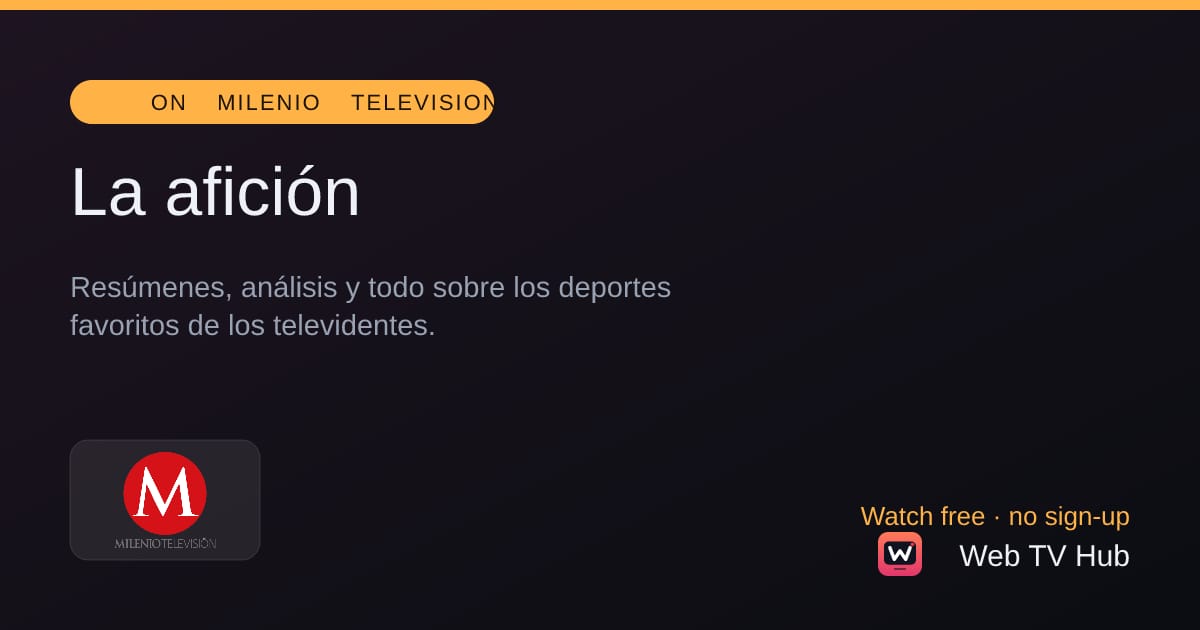 ON MILENIO TELEVISION
La afición
Resúmenes, análisis y todo sobre los deportes
favoritos de los televidentes.
M
MILENIOTELEVISIÓN
Watch free · no sign-up
W
Web TV Hub